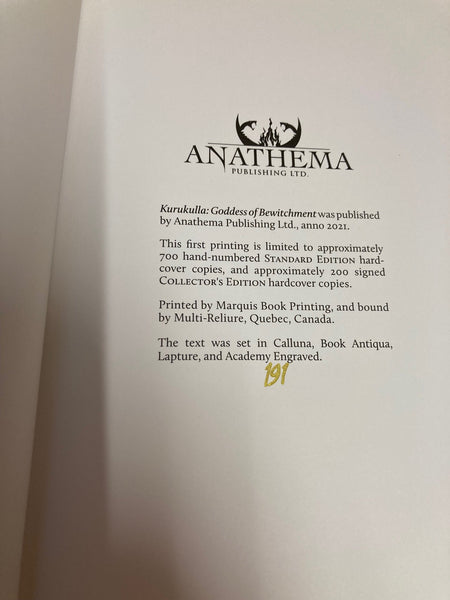 ANATHEMA
PUBLISHING LTD.
Kurukulla: Goddess of Bewitchment was published
by Anathema Publishing Ltd., anno 2021.
This first printing is limited to approximately
700 hand-numbered STANDARD EDITION hard-
cover copies, and approximately 200 signed
COLLECTOR'S EDITION hardcover copies.
Printed by Marquis Book Printing, and bound
by Multi-Reliure, Quebec, Canada.
The text was set in Calluna, Book Antiqua,
Lapture, and Academy Engraved.
191